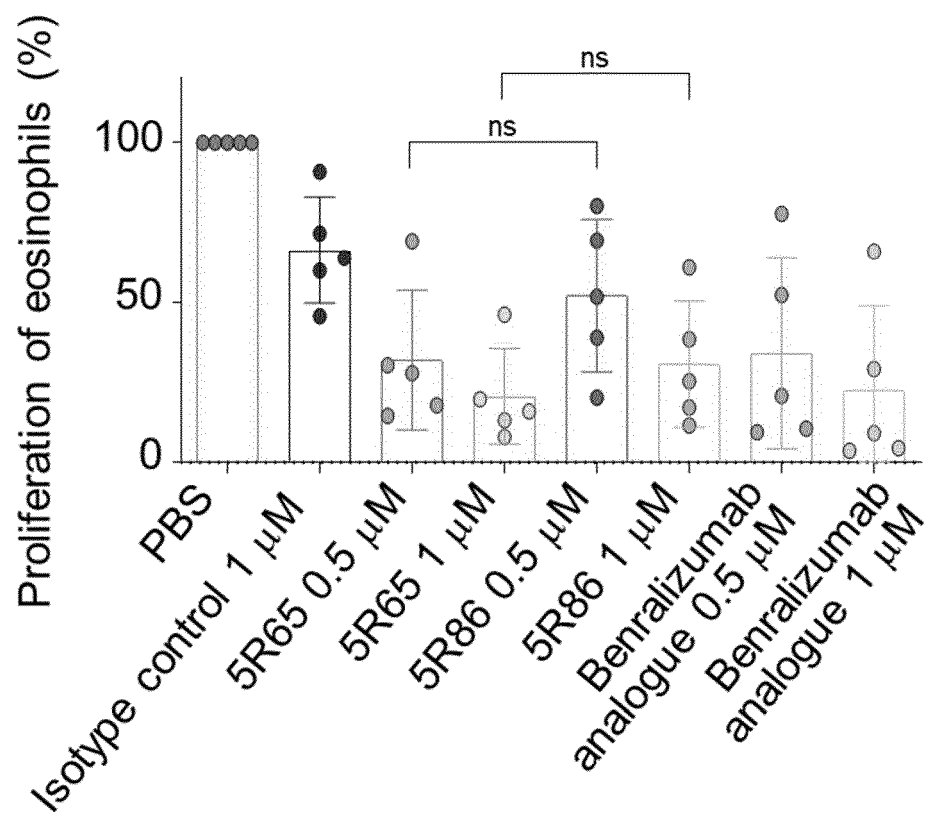 Proliferation of eosinophils (%)
ns
ns
100
50
0
PBS
Isotype control 1 μM
5R65 0.5 μM
5R65 1 μM
5R86 0.5 μM
5R86 1 μM
Benralizumab
analogue 0.5 μM
Benralizumab
analogue 1 μM